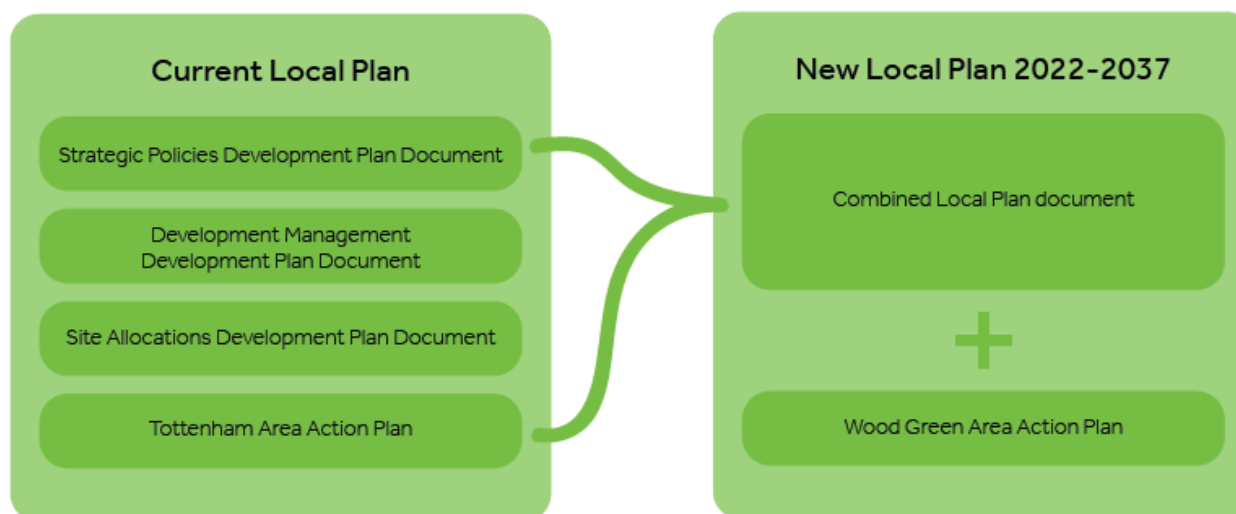 Current Local Plan
Strategic Policies Development Plan Document
Development Management
Development Plan Document
Site Allocations Development Plan Document
Tottenham Area Action Plan
New Local Plan 2022-2037
Combined Local Plan document
+
Wood Green Area Action Plan